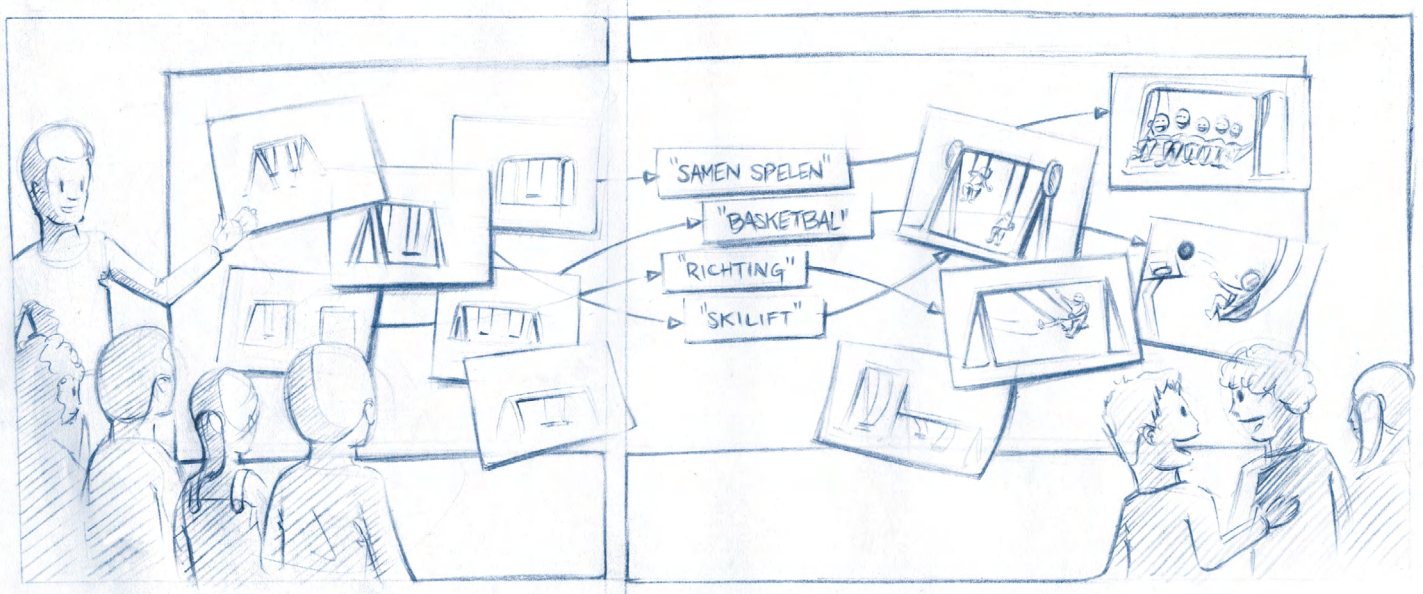 "SAMEN SPELEN"
"BASKETBAL"
"RICHTING"
"SKILIFT"